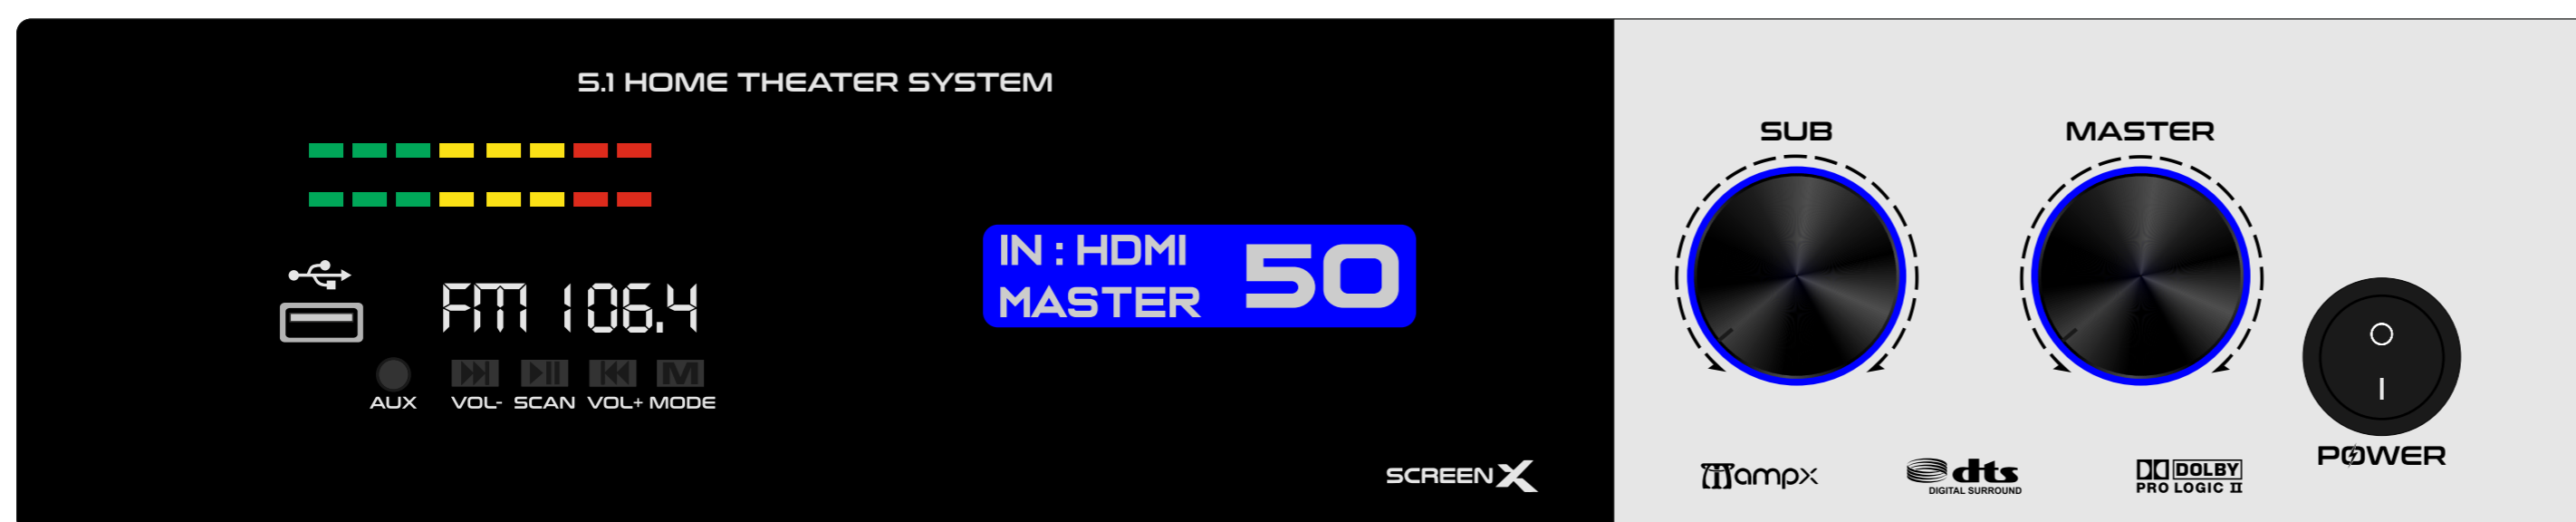 5.1 HOME THEATER SYSTEM
SUB
MASTER
IN : HDMI
MASTER
50
FM 106.4
M
AUX
VOL-
SCAN
VOL+
MODE
SCREEN X
ampx
dts
DIGITAL SURROUND
DOLBY
PRO LOGIC II
POWER